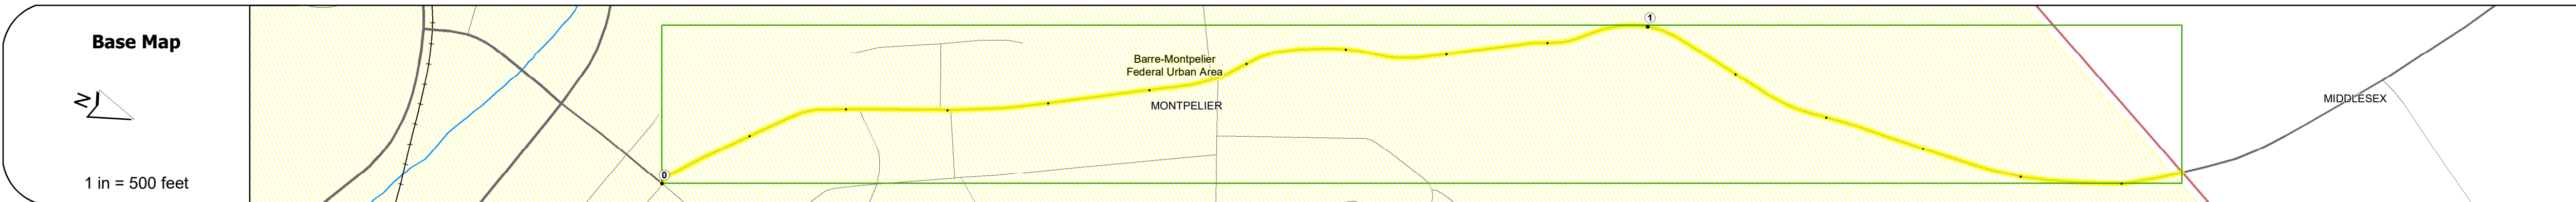 Base Map
N
1 in = 500 feet
0
Barre-Montpelier
Federal Urban Area
MONTPELIER
1
MIDDLESEX